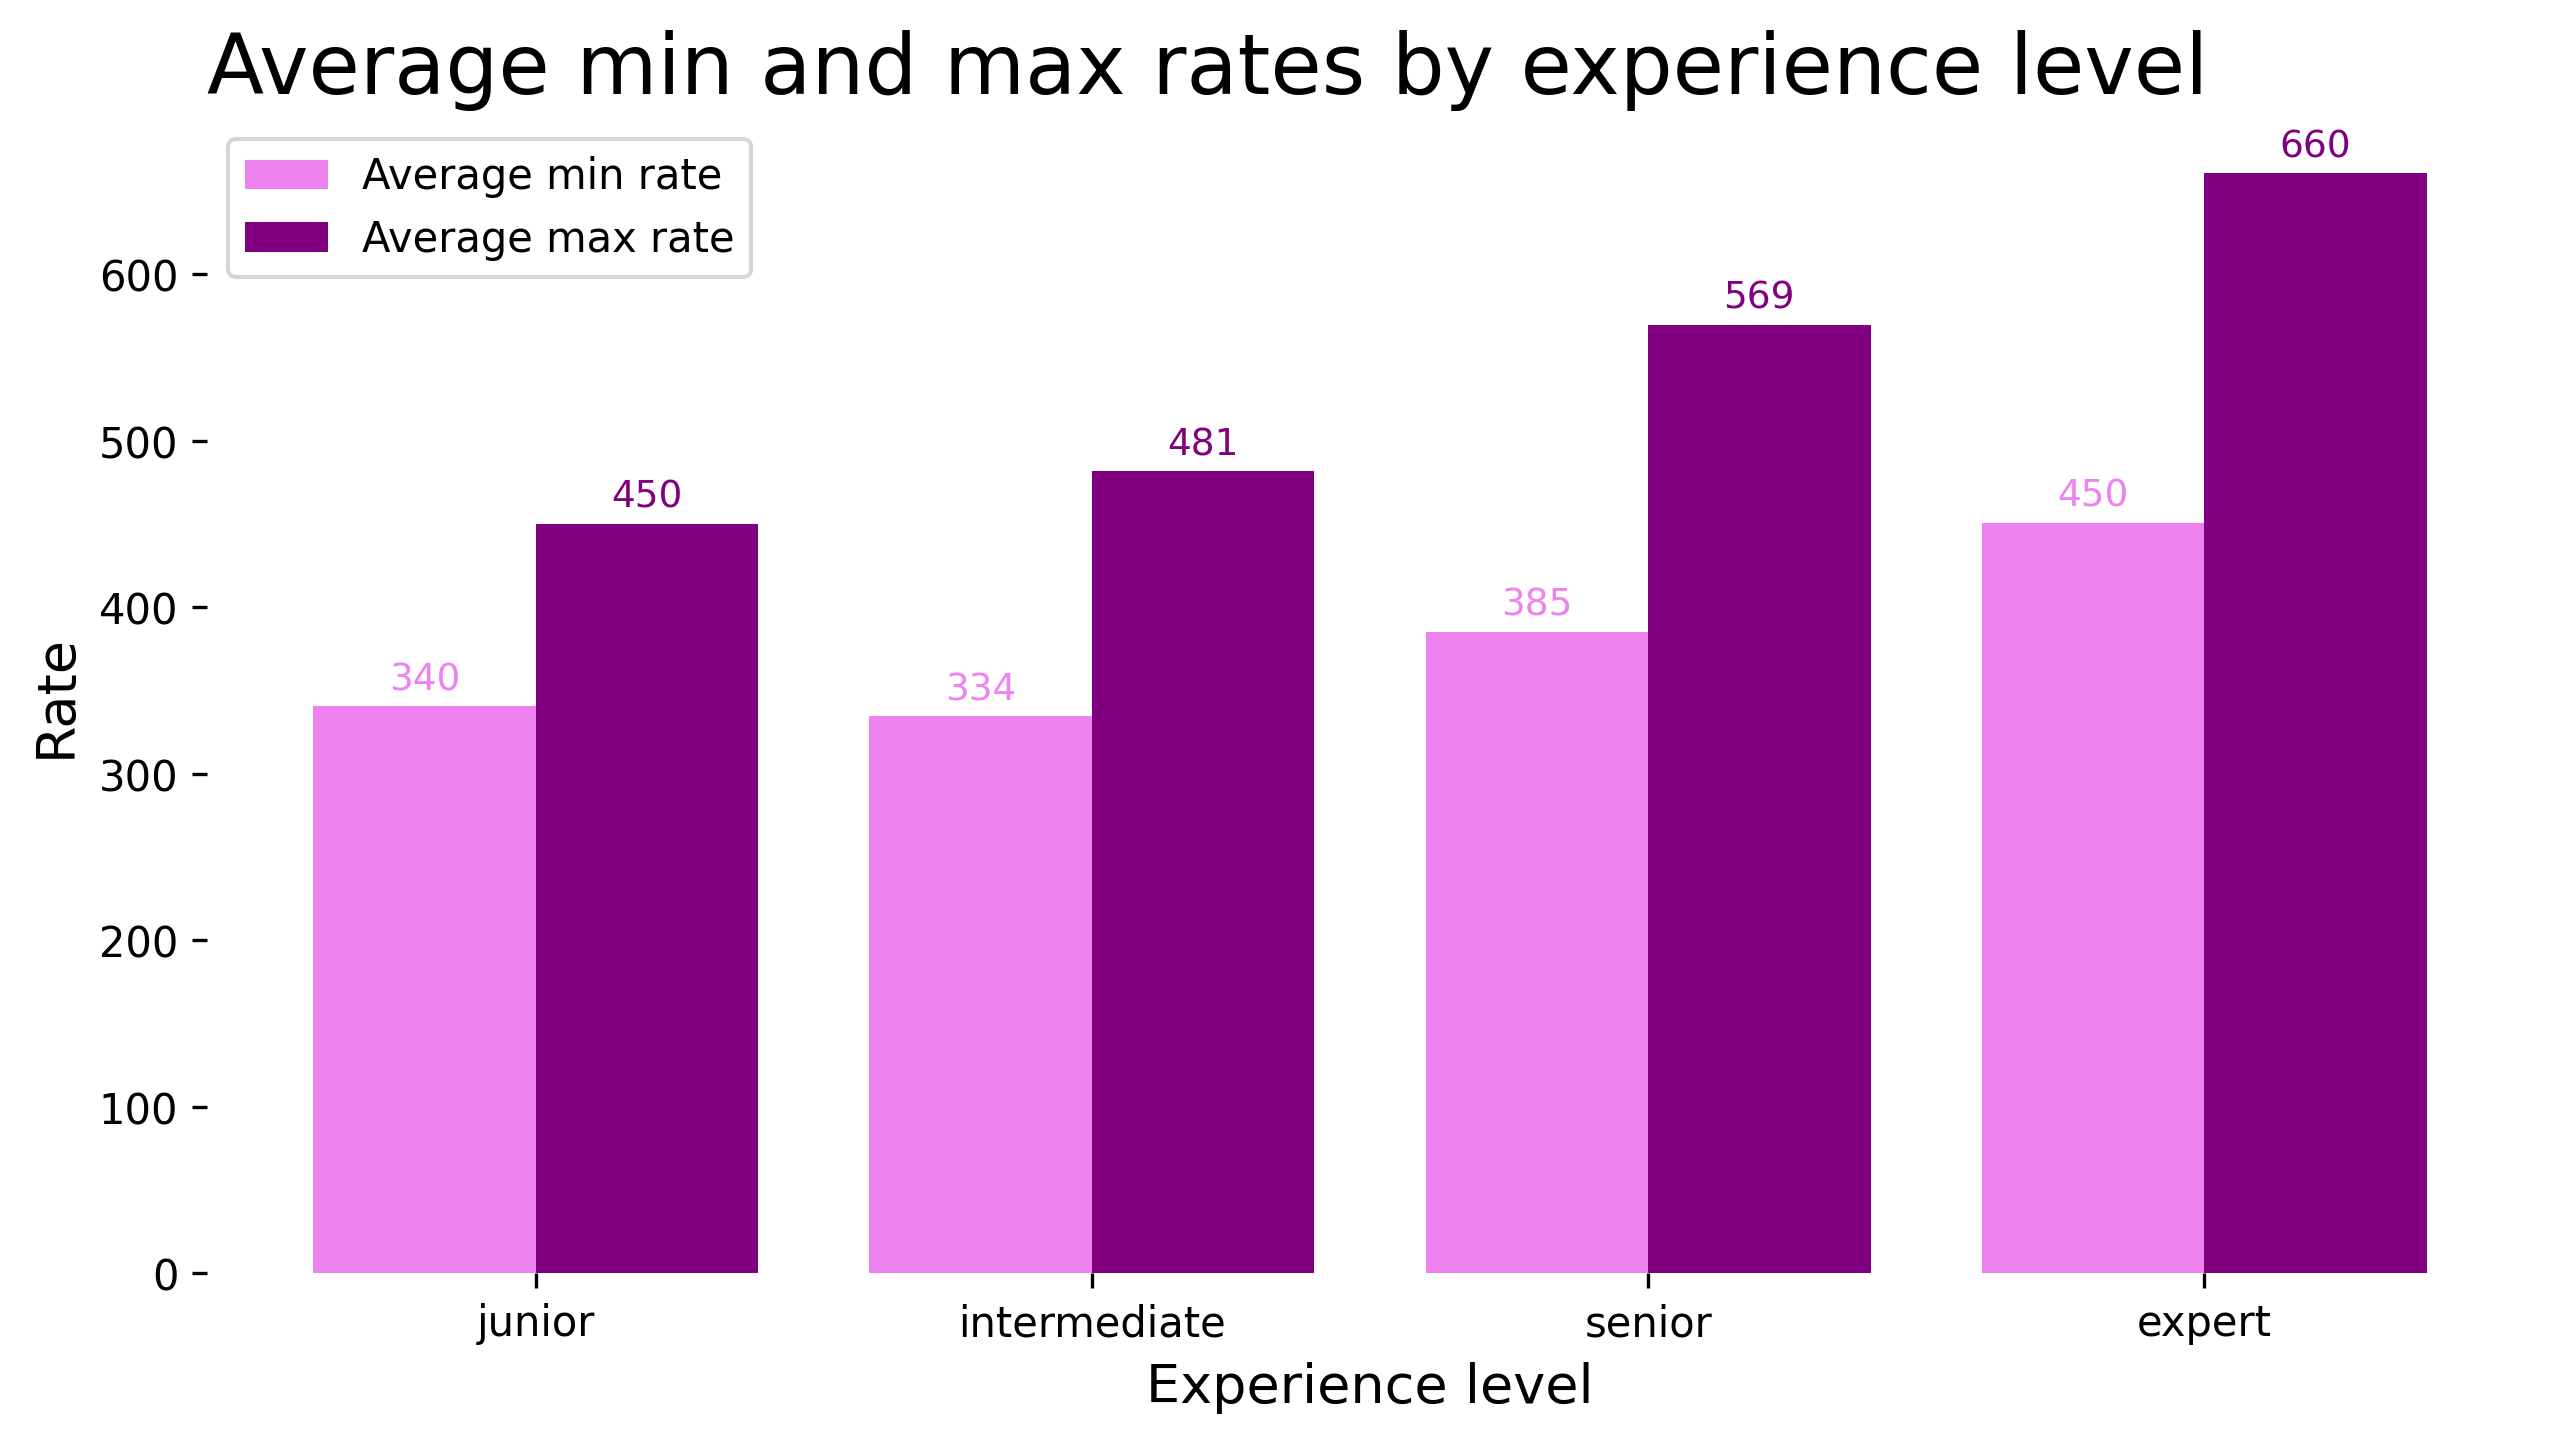 Average min and max rates by experience level
Average min rate
Average max rate
660
569
481
450
450
385
340
334
600
500
400
300
200
100
0
Rate
junior
intermediate
senior
expert
Experience level